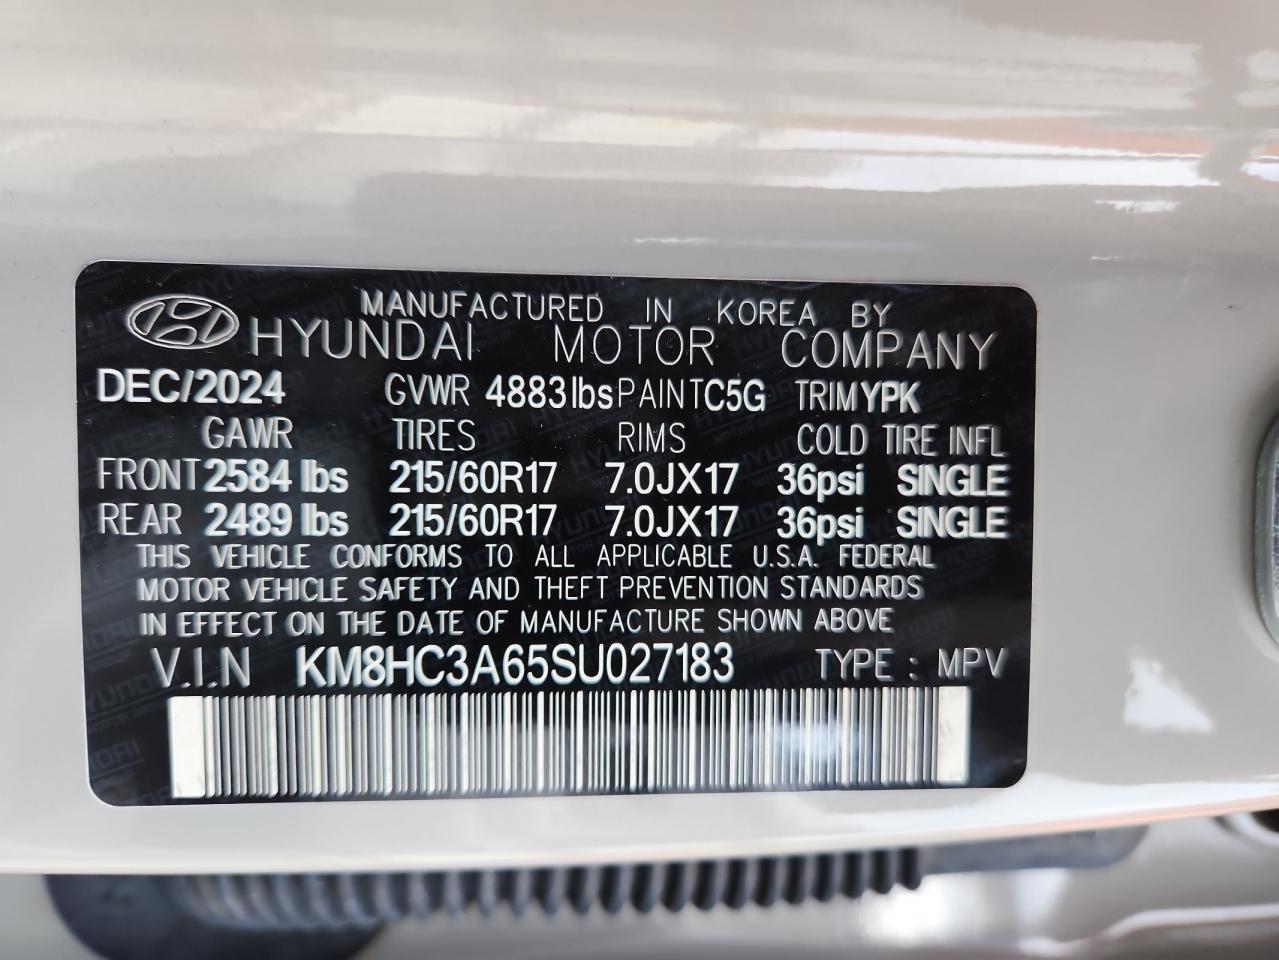 MANUFACTURED IN KOREA BY
HYUNDAI MOTOR COMPANY
DEC/2024 GVWR 4883 lbs PAINT C5G TRIM YPK
GAWR TIRES RIMS COLD TIRE INFL
FRONT 2584 lbs 215/60R17 7.0JX17 36psi SINGLE
REAR 2489 lbs 215/60R17 7.0JX17 36psi SINGLE
THIS VEHICLE CONFORMS TO ALL APPLICABLE U.S.A. FEDERAL
MOTOR VEHICLE SAFETY AND THEFT PREVENTION STANDARDS
IN EFFECT ON THE DATE OF MANUFACTURE SHOWN ABOVE
V.I.N KM8HC3A65SU027183 TYPE : MPV